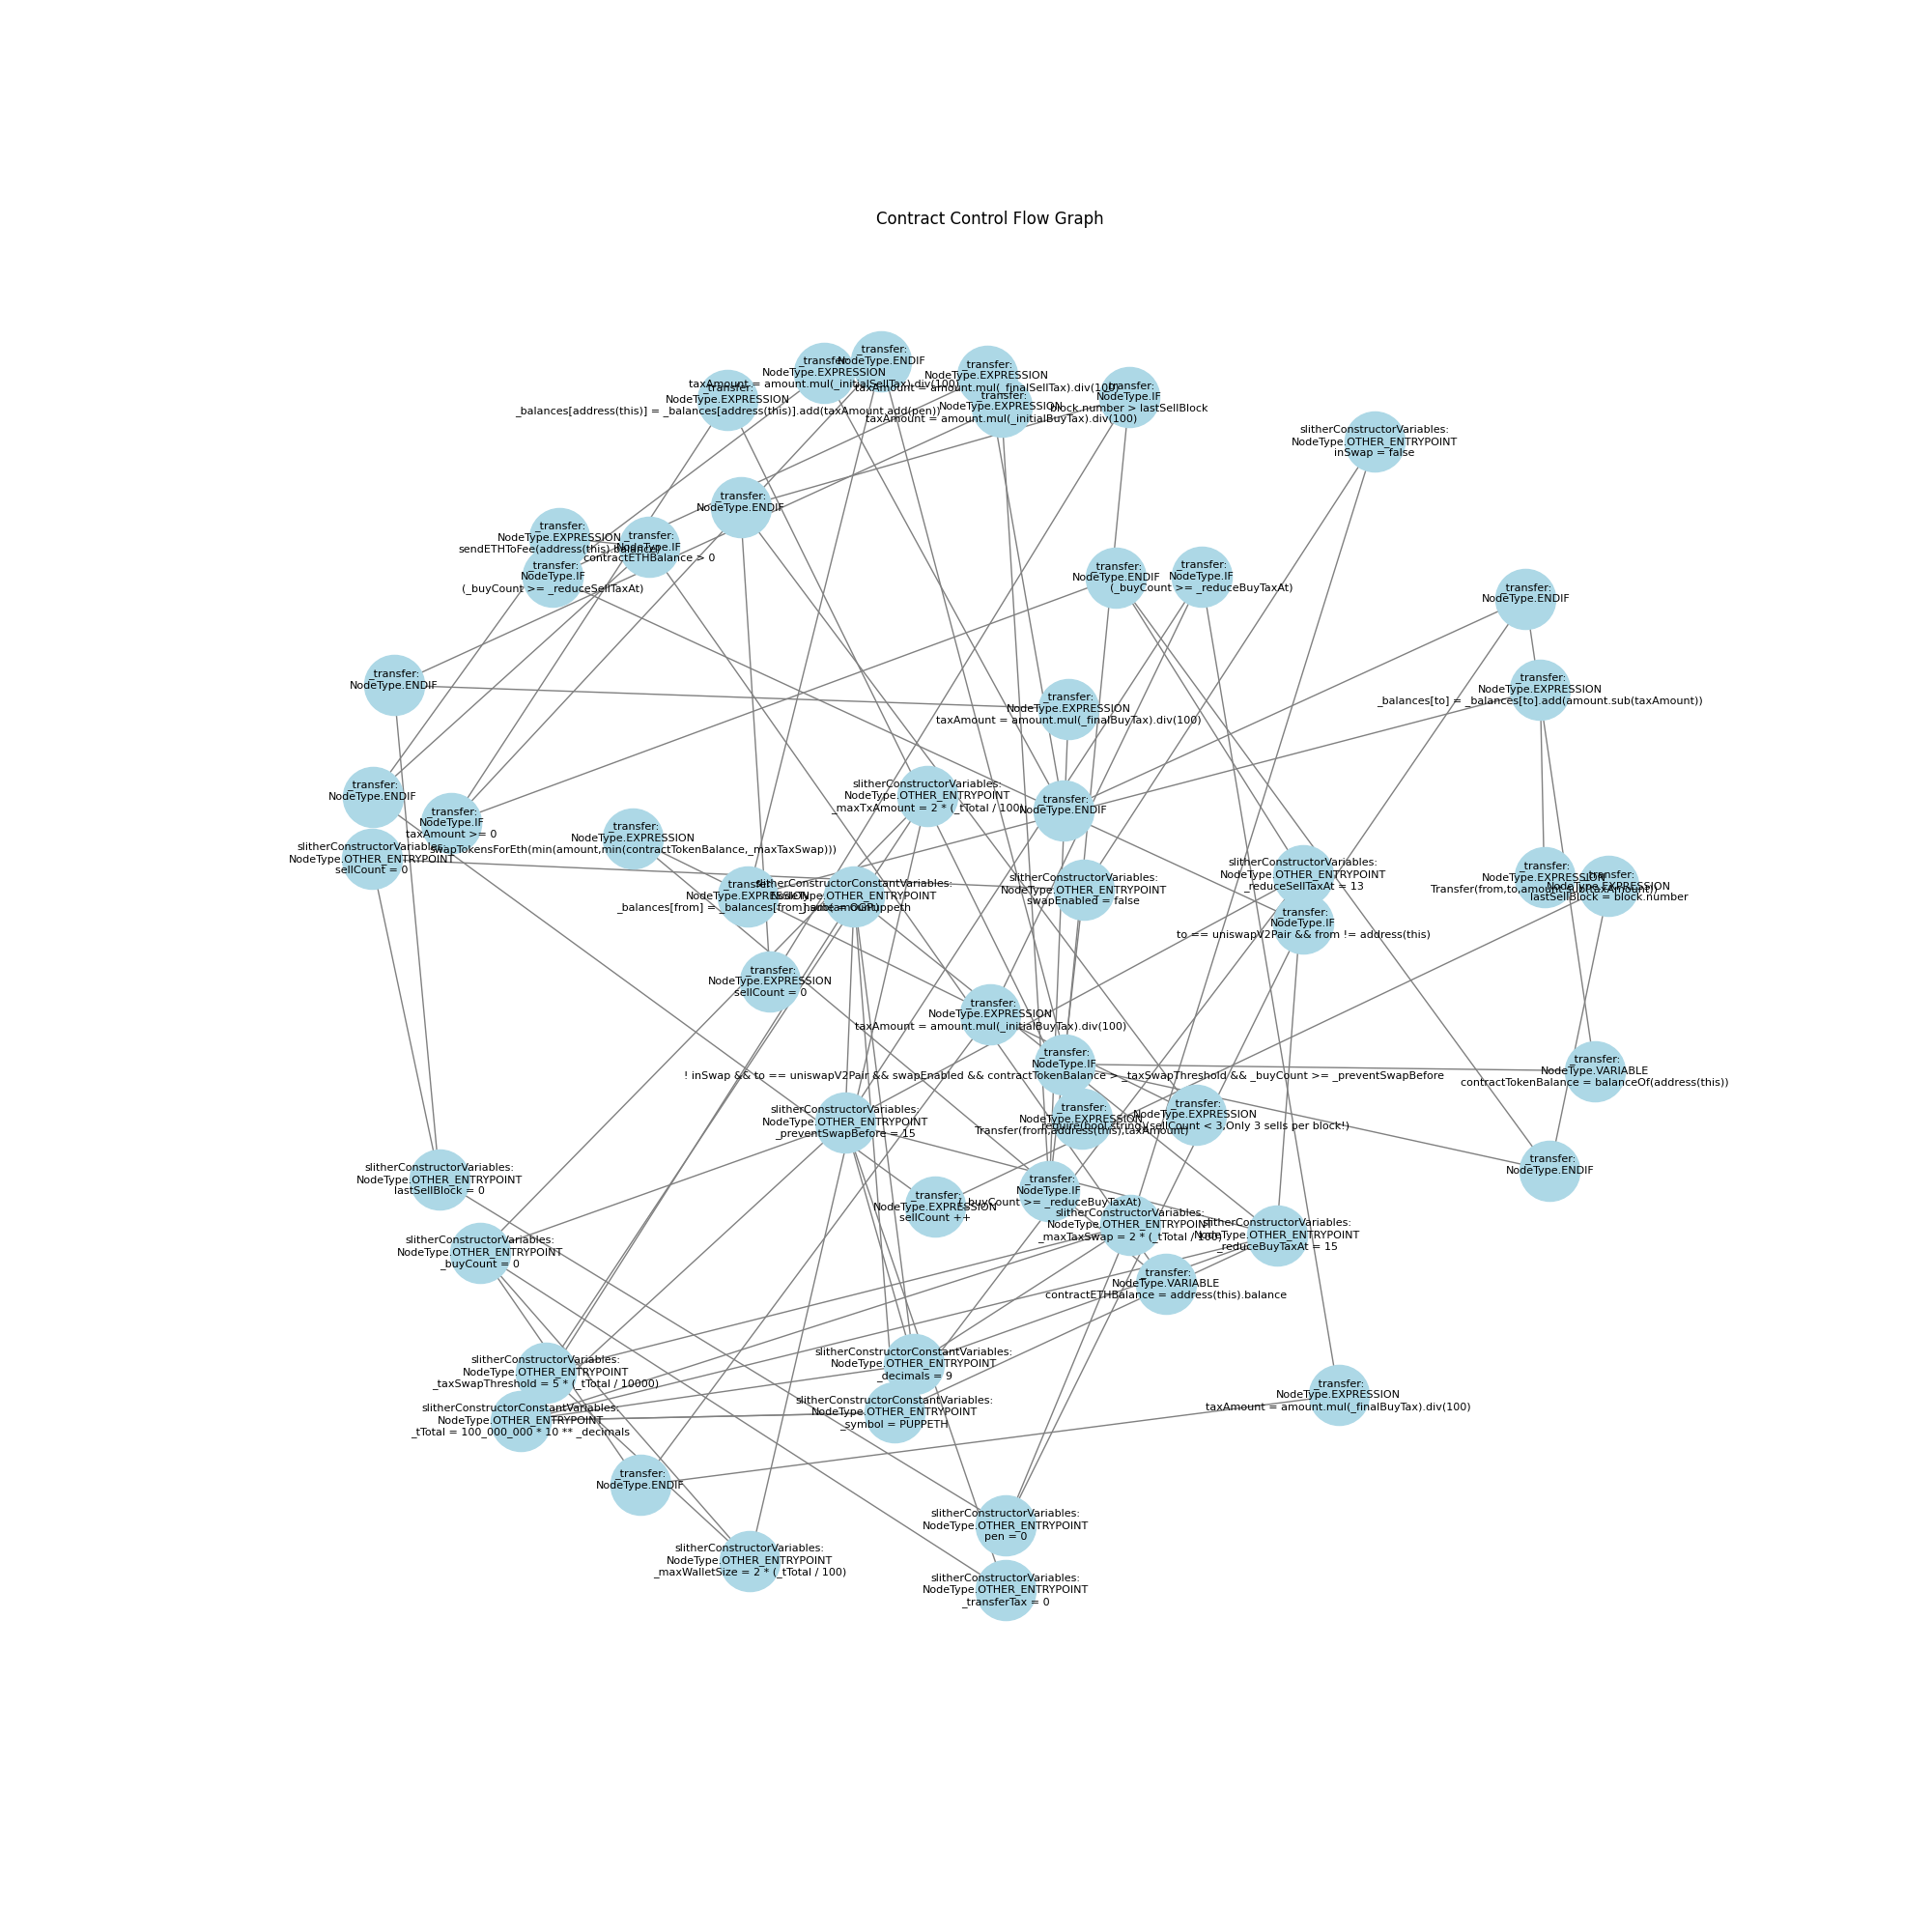 Contract Control Flow Graph
_transfer:
NodeType.ENDIF
_transfer:
NodeType.EXPRESSION
taxAmount = amount.mul(_initialSellTax).div(100)
_transfer:
NodeType.EXPRESSION
taxAmount = amount.mul(_finalSellTax).div(100)
_transfer:
NodeType.EXPRESSION
_balances[address(this)] = _balances[address(this)].add(taxAmount.add(pen))
_transfer:
NodeType.IF
block.number > lastSellBlock
_transfer:
NodeType.EXPRESSION
taxAmount = amount.mul(_initialBuyTax).div(100)
slitherConstructorVariables:
NodeType.OTHER_ENTRYPOINT
inSwap = false
_transfer:
NodeType.ENDIF
_transfer:
NodeType.EXPRESSION
sendETHToFee(address(this).balance)
_transfer:
NodeType.IF
contractETHBalance > 0
_transfer:
NodeType.IF
(_buyCount >= _reduceSellTaxAt)
_transfer:
NodeType.ENDIF
_transfer:
NodeType.IF
(_buyCount >= _reduceBuyTaxAt)
_transfer:
NodeType.ENDIF
_transfer:
NodeType.ENDIF
_transfer:
NodeType.EXPRESSION
_balances[to] = _balances[to].add(amount.sub(taxAmount))
_transfer:
NodeType.EXPRESSION
taxAmount = amount.mul(_finalBuyTax).div(100)
_transfer:
NodeType.ENDIF
slitherConstructorVariables:
NodeType.OTHER_ENTRYPOINT
_maxTxAmount = 2 * (_tTotal / 100)
_transfer:
NodeType.ENDIF
_transfer:
NodeType.IF
taxAmount >= 0
_transfer:
NodeType.EXPRESSION
swapTokensForEth(min(amount,min(contractTokenBalance,_maxTaxSwap)))
slitherConstructorVariables:
NodeType.OTHER_ENTRYPOINT
sellCount = 0
_transfer:
NodeType.EXPRESSION
_balances[from] = _balances[from].sub(amount)
slitherConstructorConstantVariables:
NodeType.OTHER_ENTRYPOINT
slitherConstructorVariables:
NodeType.OTHER_ENTRYPOINT
swapEnabled = false
slitherConstructorVariables:
NodeType.OTHER_ENTRYPOINT
_reduceSellTaxAt = 13
_transfer:
NodeType.EXPRESSION
Transfer(from,to,amount.sub(taxAmount))
_transfer:
NodeType.EXPRESSION
lastSellBlock = block.number
_transfer:
NodeType.IF
to == uniswapV2Pair && from != address(this)
_transfer:
NodeType.EXPRESSION
sellCount = 0
_transfer:
NodeType.EXPRESSION
taxAmount = amount.mul(_initialBuyTax).div(100)
_transfer:
NodeType.IF
! inSwap && to == uniswapV2Pair && swapEnabled && contractTokenBalance > _taxSwapThreshold && _buyCount >= _preventSwapBefore
_transfer:
NodeType.VARIABLE
contractTokenBalance = balanceOf(address(this))
slitherConstructorVariables:
NodeType.OTHER_ENTRYPOINT
_preventSwapBefore = 15
_transfer:
NodeType.EXPRESSION
Transfer(from,address(this),taxAmount)
_transfer:
NodeType.EXPRESSION
require(bool,string)(sellCount < 3,Only 3 sells per block!)
_transfer:
NodeType.ENDIF
slitherConstructorVariables:
NodeType.OTHER_ENTRYPOINT
lastSellBlock = 0
_transfer:
NodeType.IF
(_buyCount >= _reduceBuyTaxAt)
_transfer:
NodeType.EXPRESSION
sellCount ++
slitherConstructorVariables:
NodeType.OTHER_ENTRYPOINT
_maxTaxSwap = 2 * (_tTotal / 100)
slitherConstructorVariables:
NodeType.OTHER_ENTRYPOINT
_reduceBuyTaxAt = 15
slitherConstructorVariables:
NodeType.OTHER_ENTRYPOINT
_buyCount = 0
_transfer:
NodeType.VARIABLE
contractETHBalance = address(this).balance
slitherConstructorVariables:
NodeType.OTHER_ENTRYPOINT
_taxSwapThreshold = 5 * (_tTotal / 10000)
slitherConstructorConstantVariables:
NodeType.OTHER_ENTRYPOINT
_decimals = 9
_transfer:
NodeType.EXPRESSION
taxAmount = amount.mul(_finalBuyTax).div(100)
slitherConstructorConstantVariables:
NodeType.OTHER_ENTRYPOINT
_tTotal = 100_000_000 * 10 ** _decimals
slitherConstructorConstantVariables:
NodeType.OTHER_ENTRYPOINT
_symbol = PUPPETH
_transfer:
NodeType.ENDIF
slitherConstructorVariables:
NodeType.OTHER_ENTRYPOINT
pen = 0
slitherConstructorVariables:
NodeType.OTHER_ENTRYPOINT
_maxWalletSize = 2 * (_tTotal / 100)
slitherConstructorVariables:
NodeType.OTHER_ENTRYPOINT
_transferTax = 0